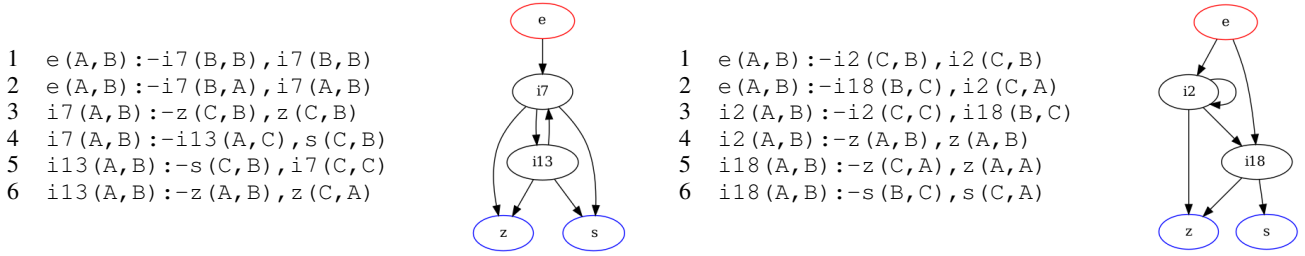 1 e(A,B):-i7(B,B),i7(B,B)
2 e(A,B):-i7(B,A),i7(A,B)
3 i7(A,B):-z(C,B),z(C,B)
4 i7(A,B):-i13(A,C),s(C,B)
5 i13(A,B):-s(C,B),i7(C,C)
6 i13(A,B):-z(A,B),z(C,A)
e
i7
i13
z s
1 e(A,B):-i2(C,B),i2(C,B)
2 e(A,B):-i18(B,C),i2(C,A)
3 i2(A,B):-i2(C,C),i18(B,C)
4 i2(A,B):-z(A,B),z(A,B)
5 i18(A,B):-z(C,A),z(A,A)
6 i18(A,B):-s(B,C),s(C,A)
e
i2
i18
z s